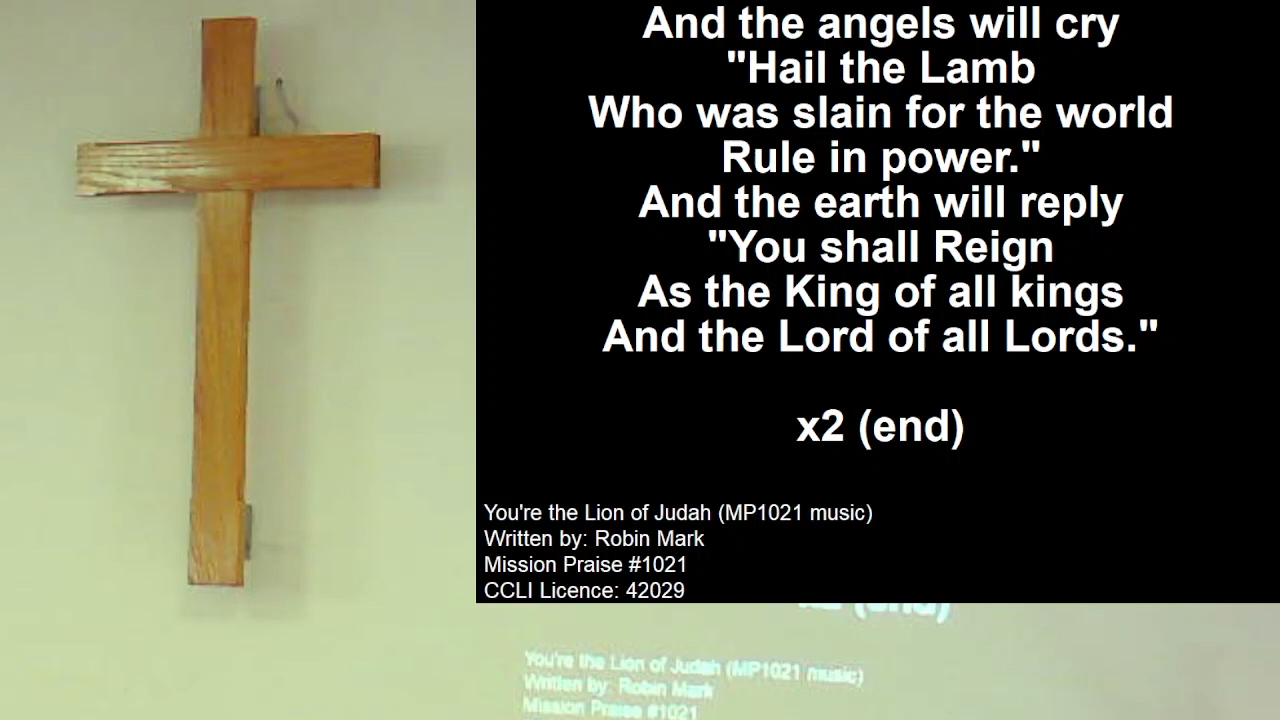 And the angels will cry
"Hail the Lamb
Who was slain for the world
Rule in power."
And the earth will reply
"You shall Reign
As the King of all kings
And the Lord of all Lords."
x2 (end)
You're the Lion of Judah (MP1021 music)
Written by: Robin Mark
Mission Praise #1021
CCLI Licence: 42029
x2 (end)
You're the Lion of Judah (MP1021 music)
Written by: Robin Mark
Mission Praise #1021